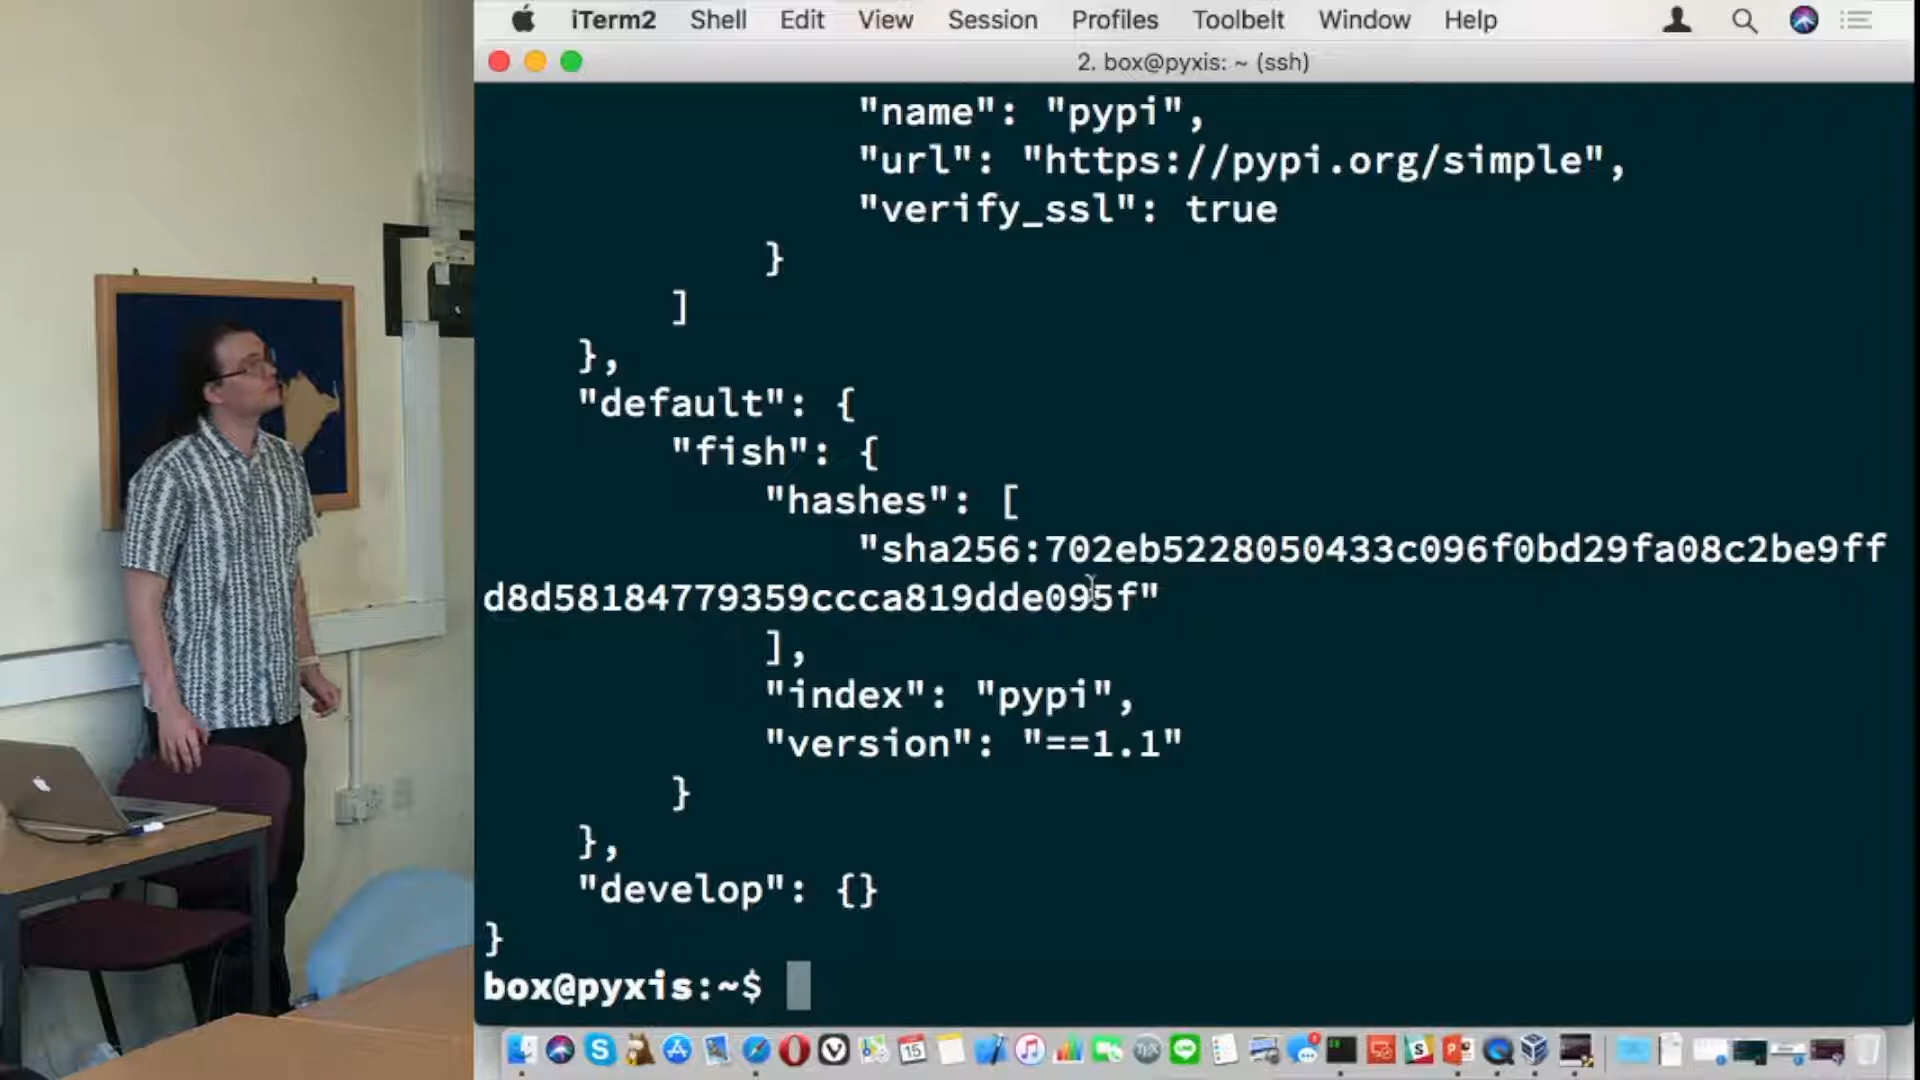 iTerm2 Shell Edit View Session Profiles Toolbelt Window Help
2. box@pyxis: ~ (ssh)
"name": "pypi",
"url": "https://pypi.org/simple",
"verify_ssl": true
}
]
},
"default": {
"fish": {
"hashes": [
"sha256:702eb5228050433c096f0bd29fa08c2be9ff
d8d58184779359ccca819dde095f"
],
"index": "pypi",
"version": "==1.1"
}
},
"develop": {}
}
box@pyxis:~$
15